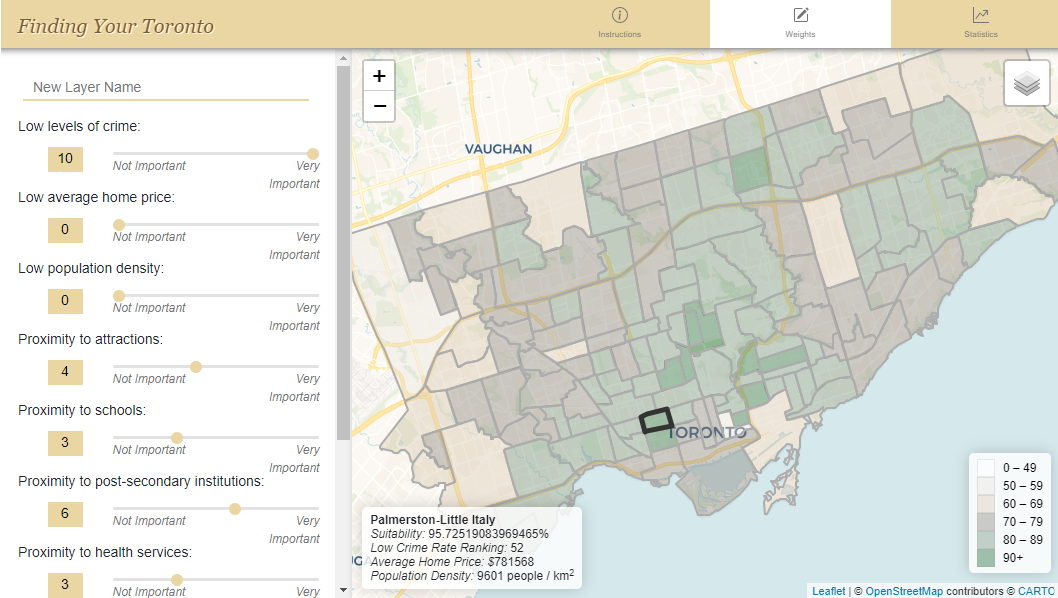 Finding Your Toronto
Instructions
Weights
Statistics
New Layer Name
Low levels of crime:
10
Not Important
Very Important
Low average home price:
0
Not Important
Very Important
Low population density:
0
Not Important
Very Important
Proximity to attractions:
4
Not Important
Very Important
Proximity to schools:
3
Not Important
Very Important
Proximity to post-secondary institutions:
6
Not Important
Very Important
Proximity to health services:
3
Not Important
Very
+
−
VAUGHAN
TORONTO
Palmerston-Little Italy
Suitability: 95.72519083969465%
Low Crime Rate Ranking: 52
Average Home Price: $781568
Population Density: 9601 people / km2
0 – 49
50 – 59
60 – 69
70 – 79
80 – 89
90+
Leaflet | © OpenStreetMap contributors © CARTO